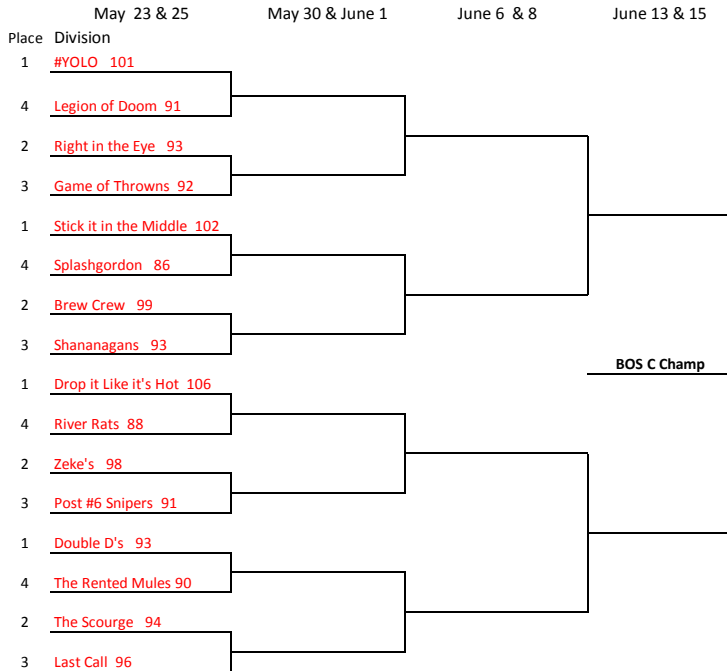 May 23 & 25 May 30 & June 1 June 6 & 8 June 13 & 15
Place Division
1 #YOLO 101
4 Legion of Doom 91
2 Right in the Eye 93
3 Game of Throwns 92
1 Stick it in the Middle 102
4 Splashgordon 86
2 Brew Crew 99
3 Shananagans 93
BOS C Champ
1 Drop it Like it's Hot 106
4 River Rats 88
2 Zeke's 98
3 Post #6 Snipers 91
1 Double D's 93
4 The Rented Mules 90
2 The Scourge 94
3 Last Call 96